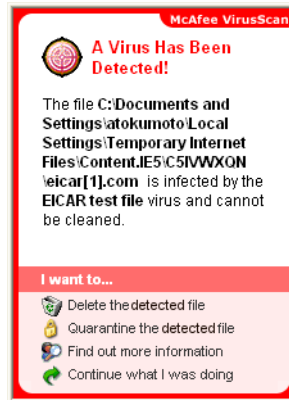 McAfee VirusScan
A Virus Has Been
Detected!
The file C:\Documents and
Settings\atokumoto\Local
Settings\Temporary Internet
Files\Content.IE5\C5IVWXQN
\eicar[1].com is infected by the
EICAR test file virus and cannot
be cleaned.
I want to...
Delete the detected file
Quarantine the detected file
Find out more information
Continue what I was doing